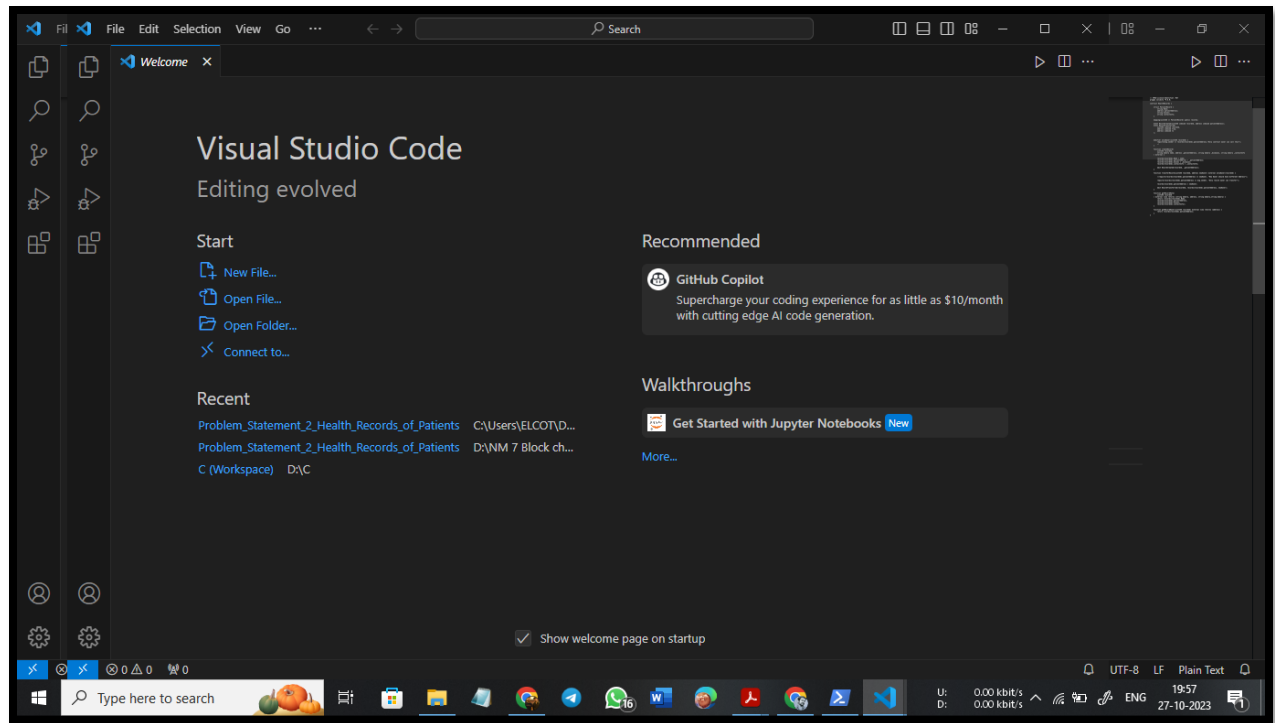 Fil File Edit Selection View Go ··· Search
Welcome
Visual Studio Code
Editing evolved
Start
New File...
Open File...
Open Folder...
Connect to...
Recent
Problem_Statement_2_Health_Records_of_Patients C:\Users\ELCOT\D...
Problem_Statement_2_Health_Records_of_Patients D:\NM 7 Block ch...
C (Workspace) D:\C
Recommended
GitHub Copilot
Supercharge your coding experience for as little as $10/month
with cutting edge AI code generation.
Walkthroughs
Get Started with Jupyter Notebooks New
More...
Show welcome page on startup
0 0 0 UTF-8 LF Plain Text
Type here to search 16 W U: 0.00 kbit/s ENG 19:57
D: 0.00 kbit/s 27-10-2023 1